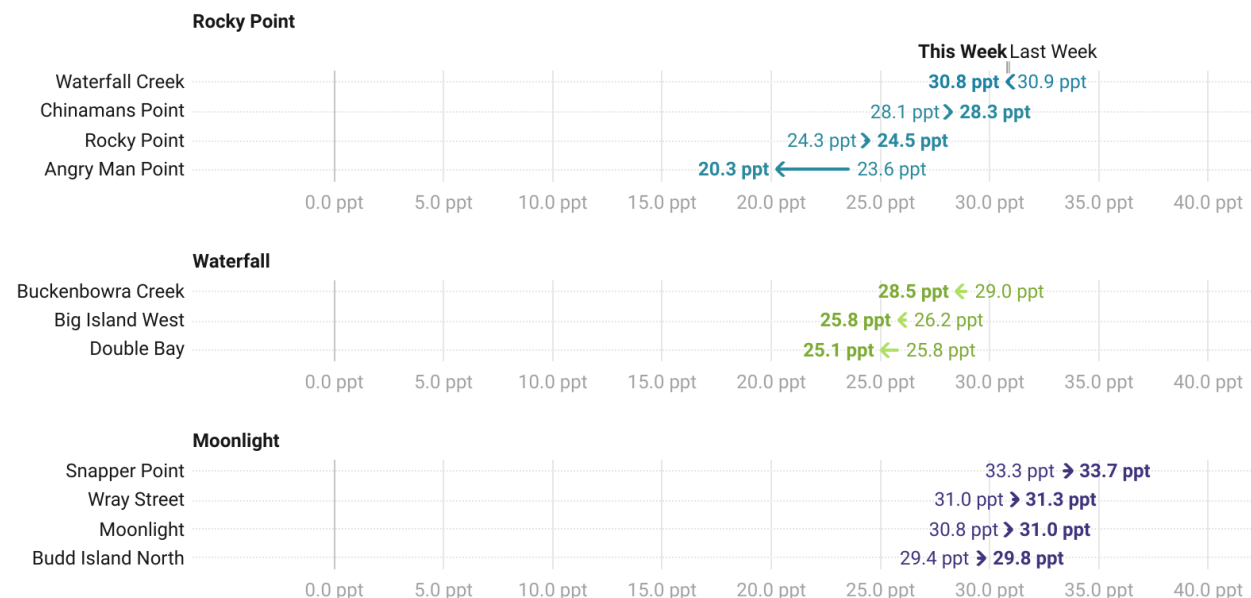 Rocky Point
This Week Last Week
Waterfall Creek 30.8 ppt 30.9 ppt
Chinamans Point 28.1 ppt 28.3 ppt
Rocky Point 24.3 ppt 24.5 ppt
Angry Man Point 20.3 ppt 23.6 ppt
0.0 ppt 5.0 ppt 10.0 ppt 15.0 ppt 20.0 ppt 25.0 ppt 30.0 ppt 35.0 ppt 40.0 ppt
Waterfall
Buckenbowra Creek 28.5 ppt 29.0 ppt
Big Island West 25.8 ppt 26.2 ppt
Double Bay 25.1 ppt 25.8 ppt
0.0 ppt 5.0 ppt 10.0 ppt 15.0 ppt 20.0 ppt 25.0 ppt 30.0 ppt 35.0 ppt 40.0 ppt
Moonlight
Snapper Point 33.3 ppt 33.7 ppt
Wray Street 31.0 ppt 31.3 ppt
Moonlight 30.8 ppt 31.0 ppt
Budd Island North 29.4 ppt 29.8 ppt
0.0 ppt 5.0 ppt 10.0 ppt 15.0 ppt 20.0 ppt 25.0 ppt 30.0 ppt 35.0 ppt 40.0 ppt